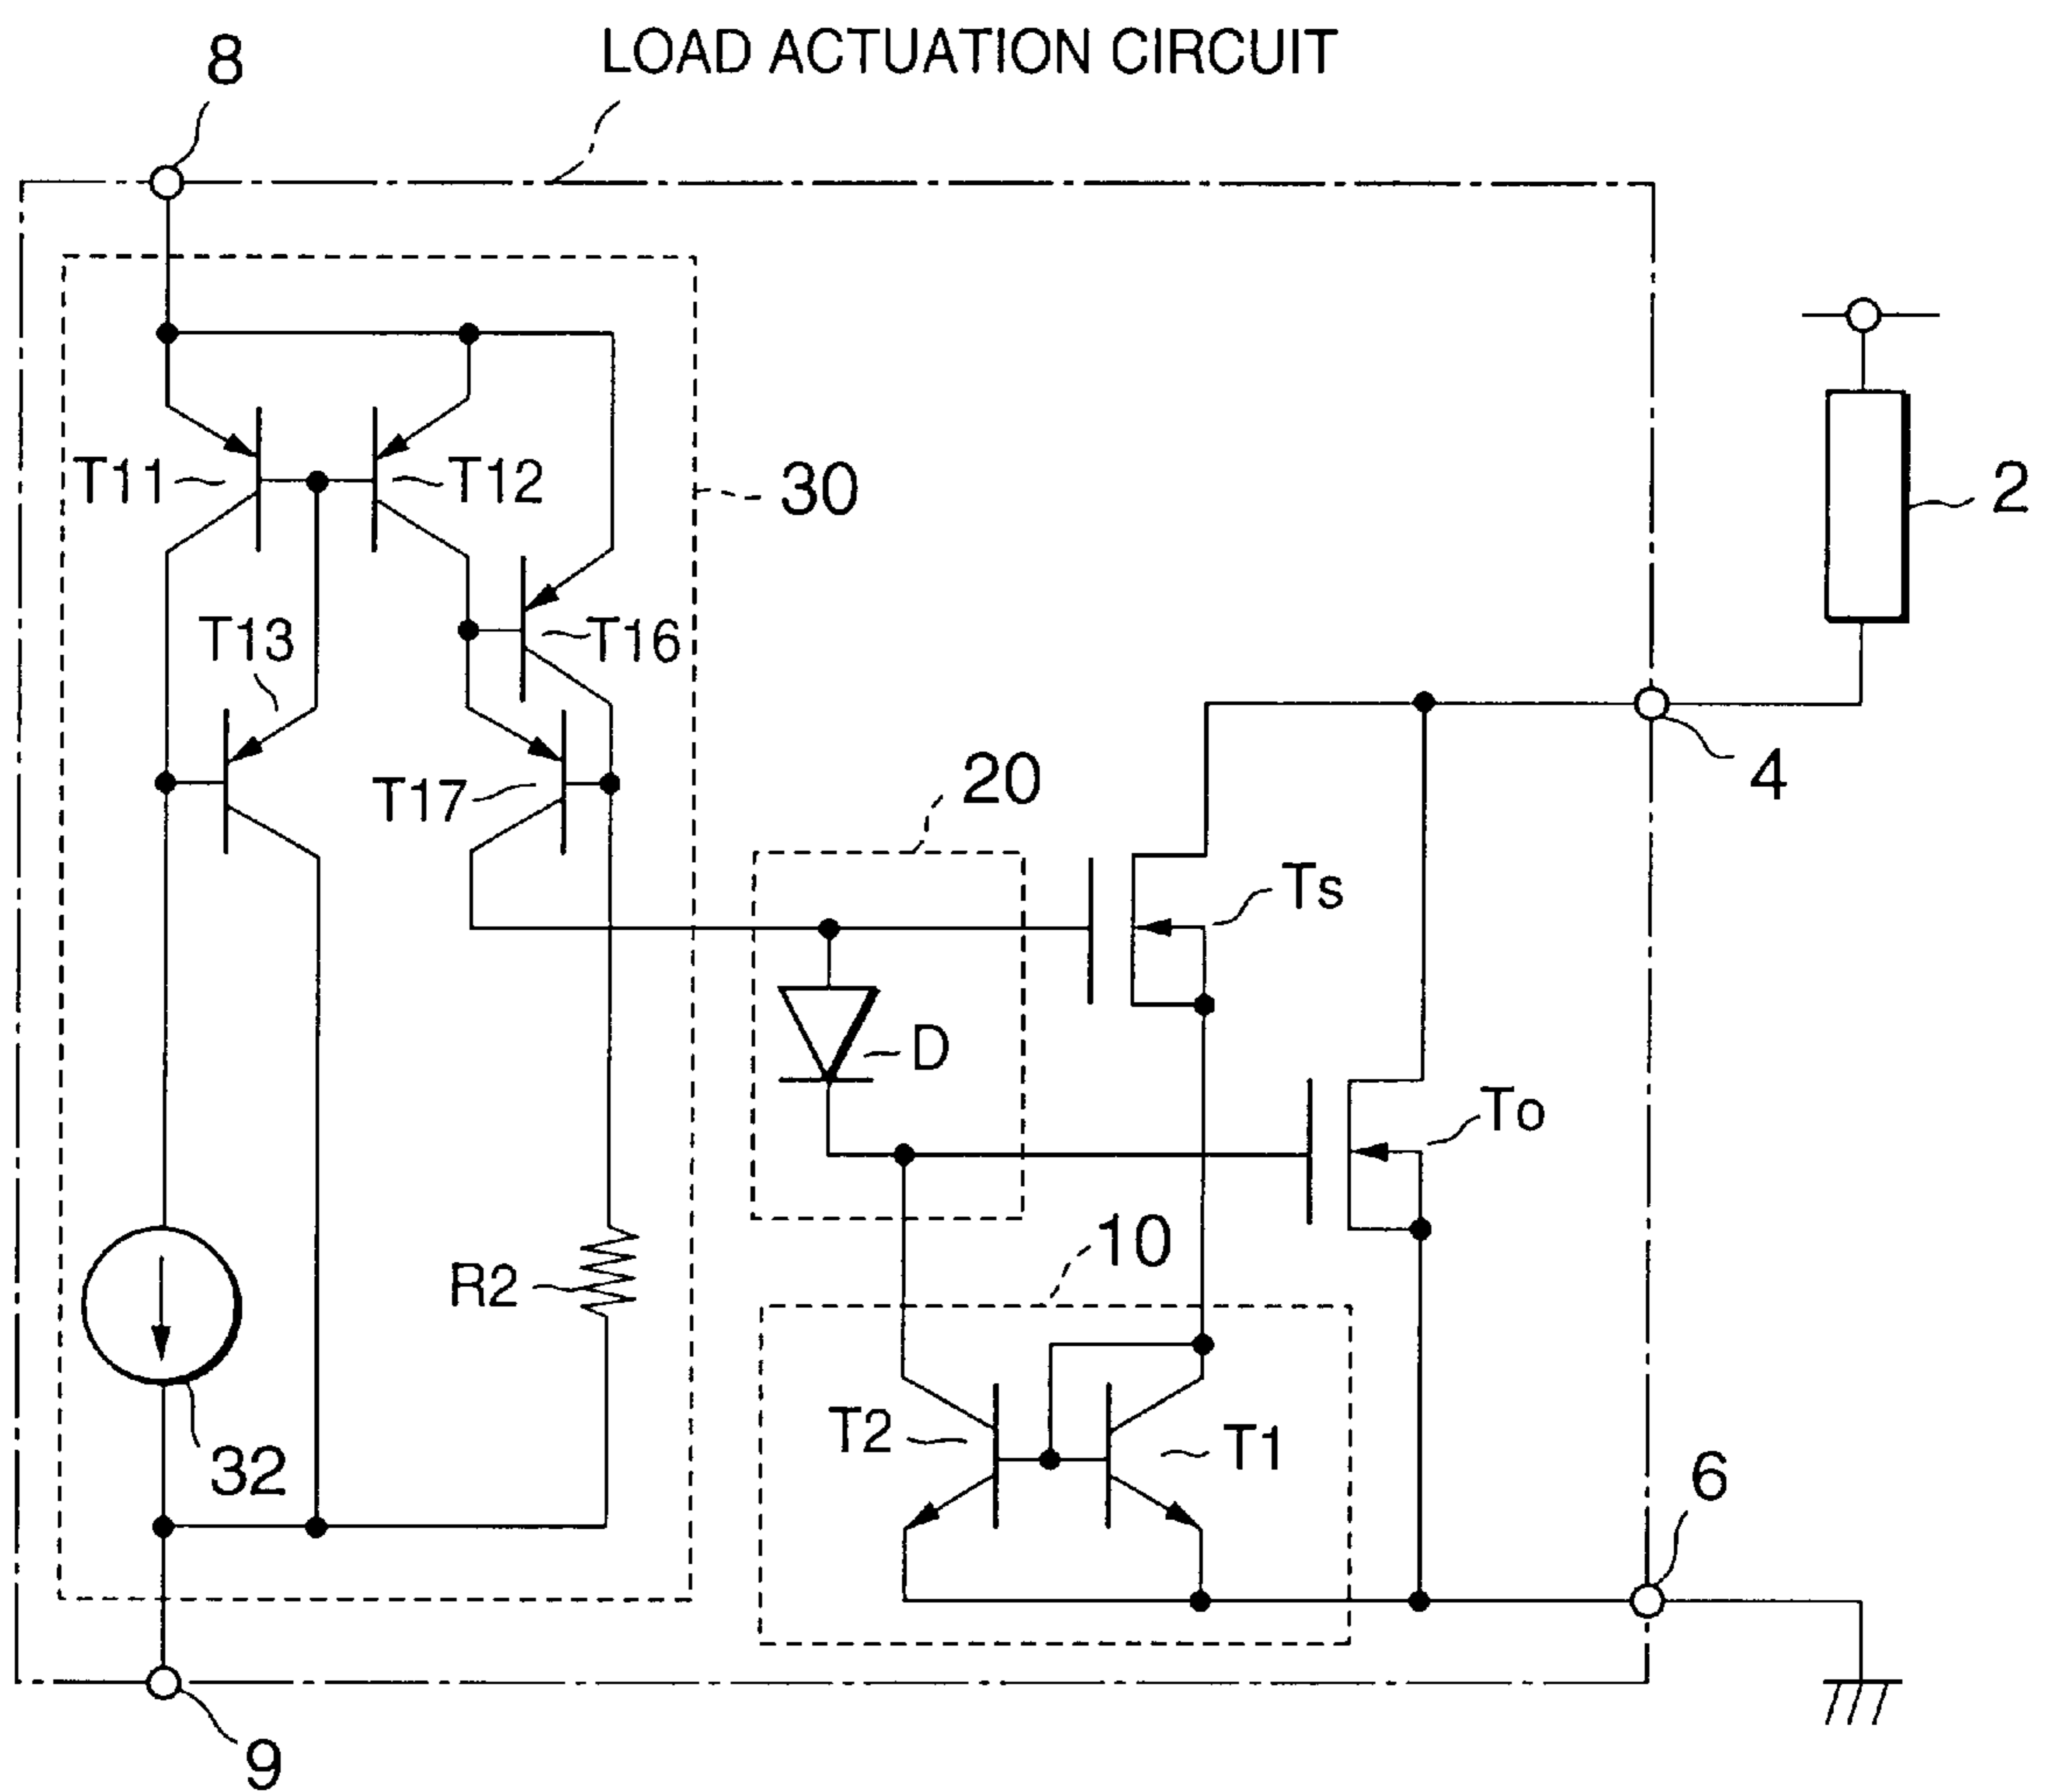 LOAD ACTUATION CIRCUIT
8
T11
T12
30
2
T13
T16
T17
20
4
Ts
D
To
10
R2
T2
T1
32
6
9